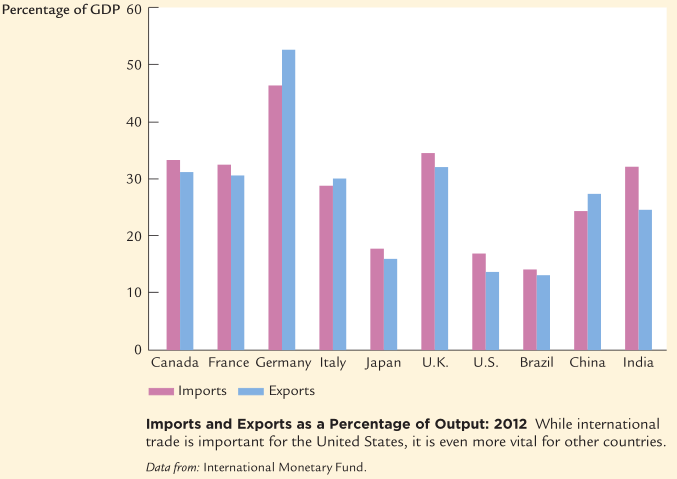 Percentage of GDP
60
50
40
30
20
10
0
Canada France Germany Italy Japan U.K. U.S. Brazil China India
Imports Exports
Imports and Exports as a Percentage of Output: 2012 While international
trade is important for the United States, it is even more vital for other countries.
Data from: International Monetary Fund.